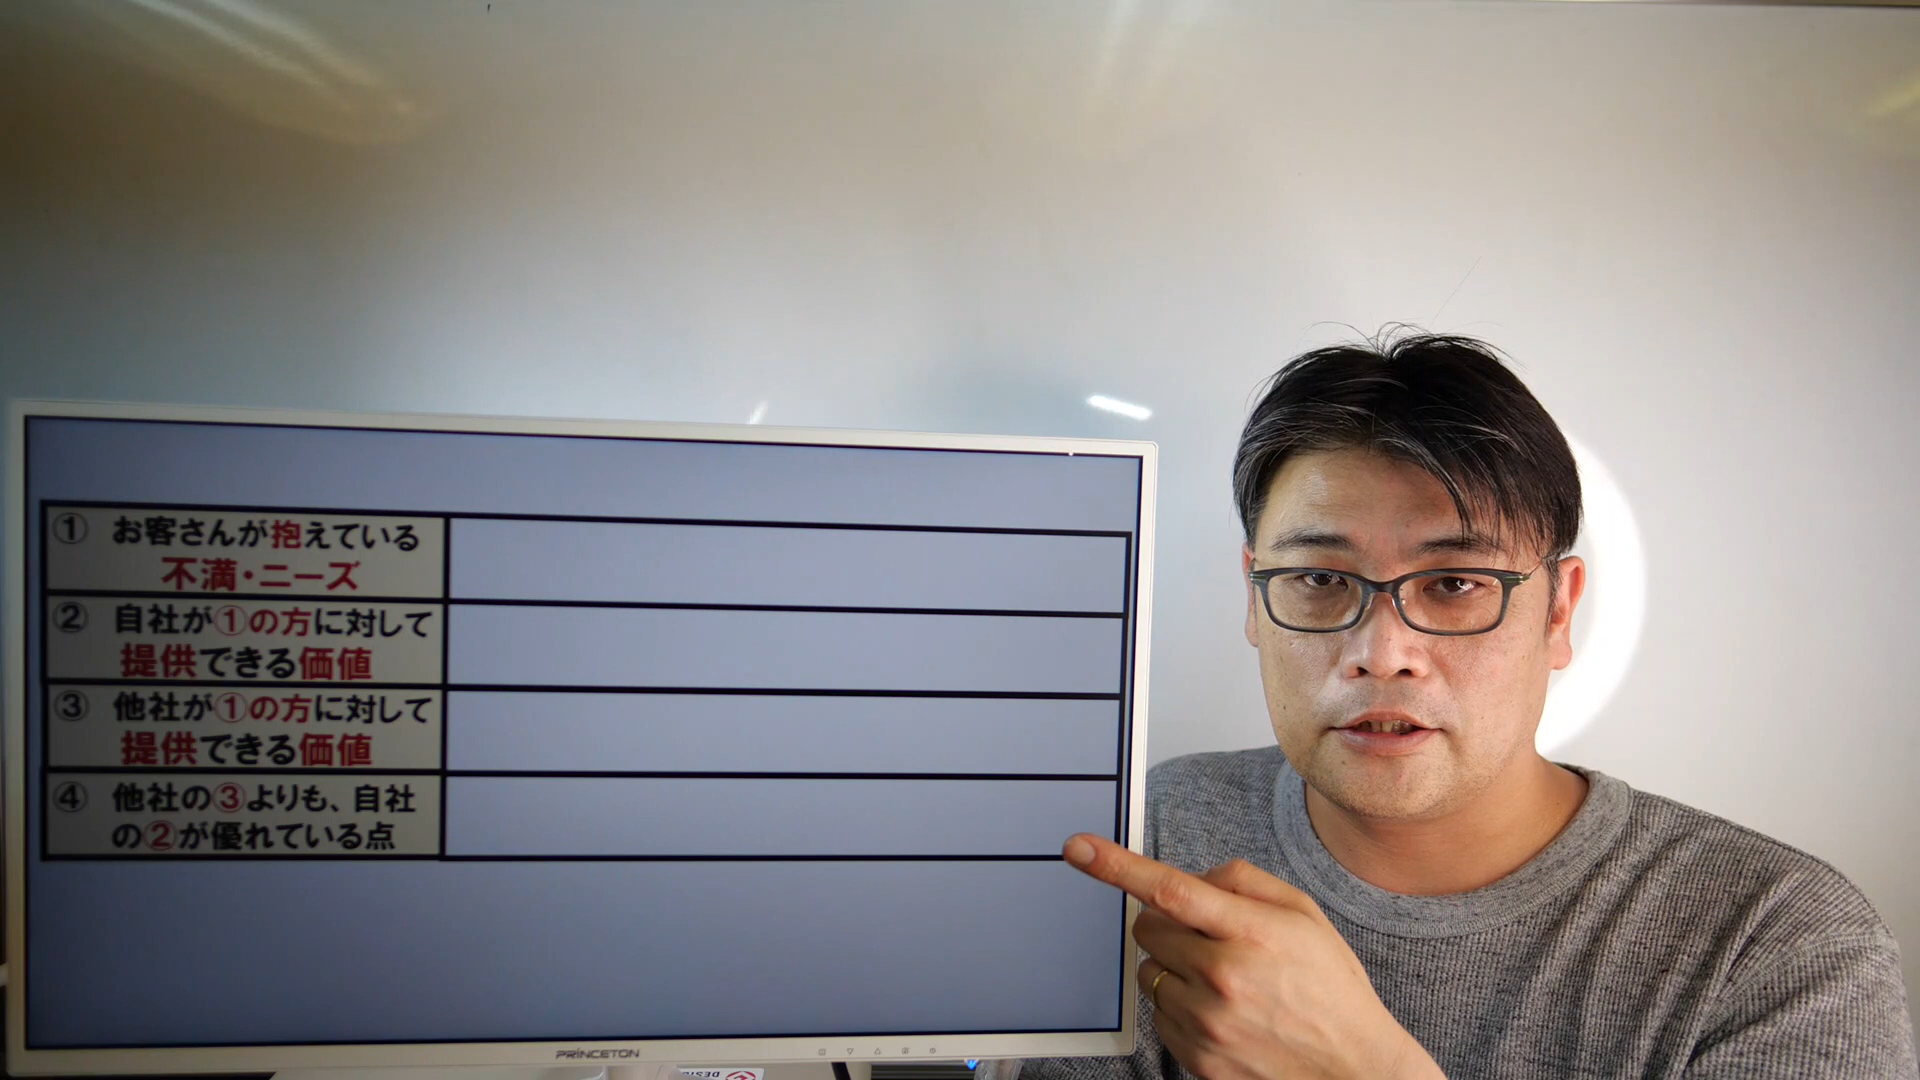 ① お客さんが抱えている
不満・ニーズ
② 自社が①の方に対して
提供できる価値
③ 他社が①の方に対して
提供できる価値
④ 他社の③よりも、自社
の②が優れている点
PRINCETON